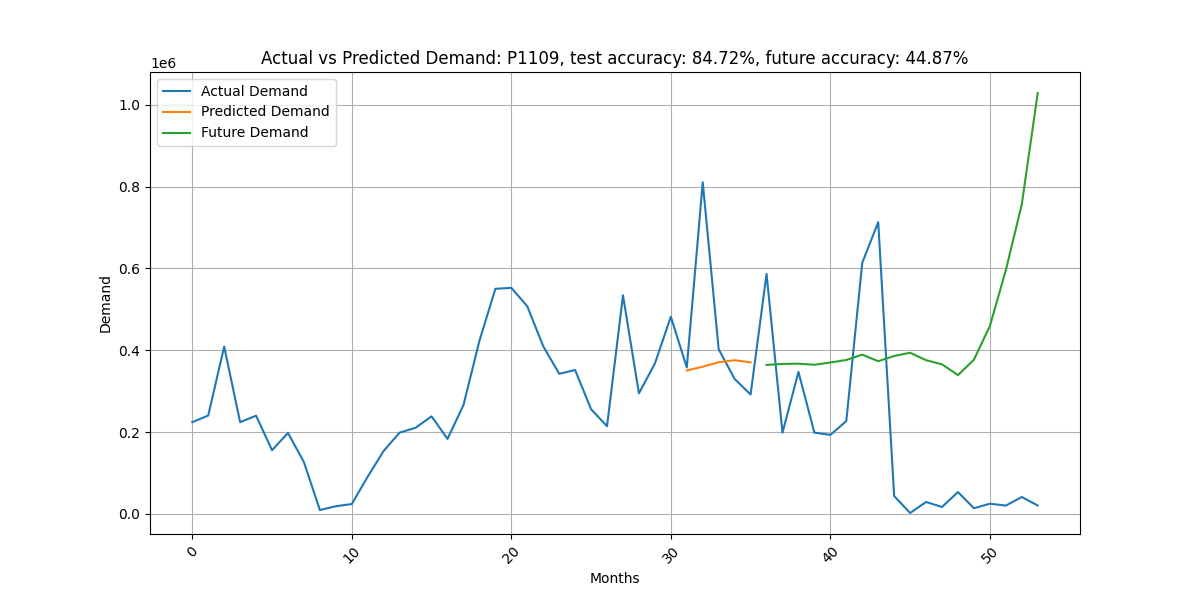 Actual vs Predicted Demand: P1109, test accuracy: 84.72%, future accuracy: 44.87%
1e6
Actual Demand
Predicted Demand
Future Demand
1.0
0.8
0.6
0.4
0.2
0.0
Demand
0 10 20 30 40 50
Months